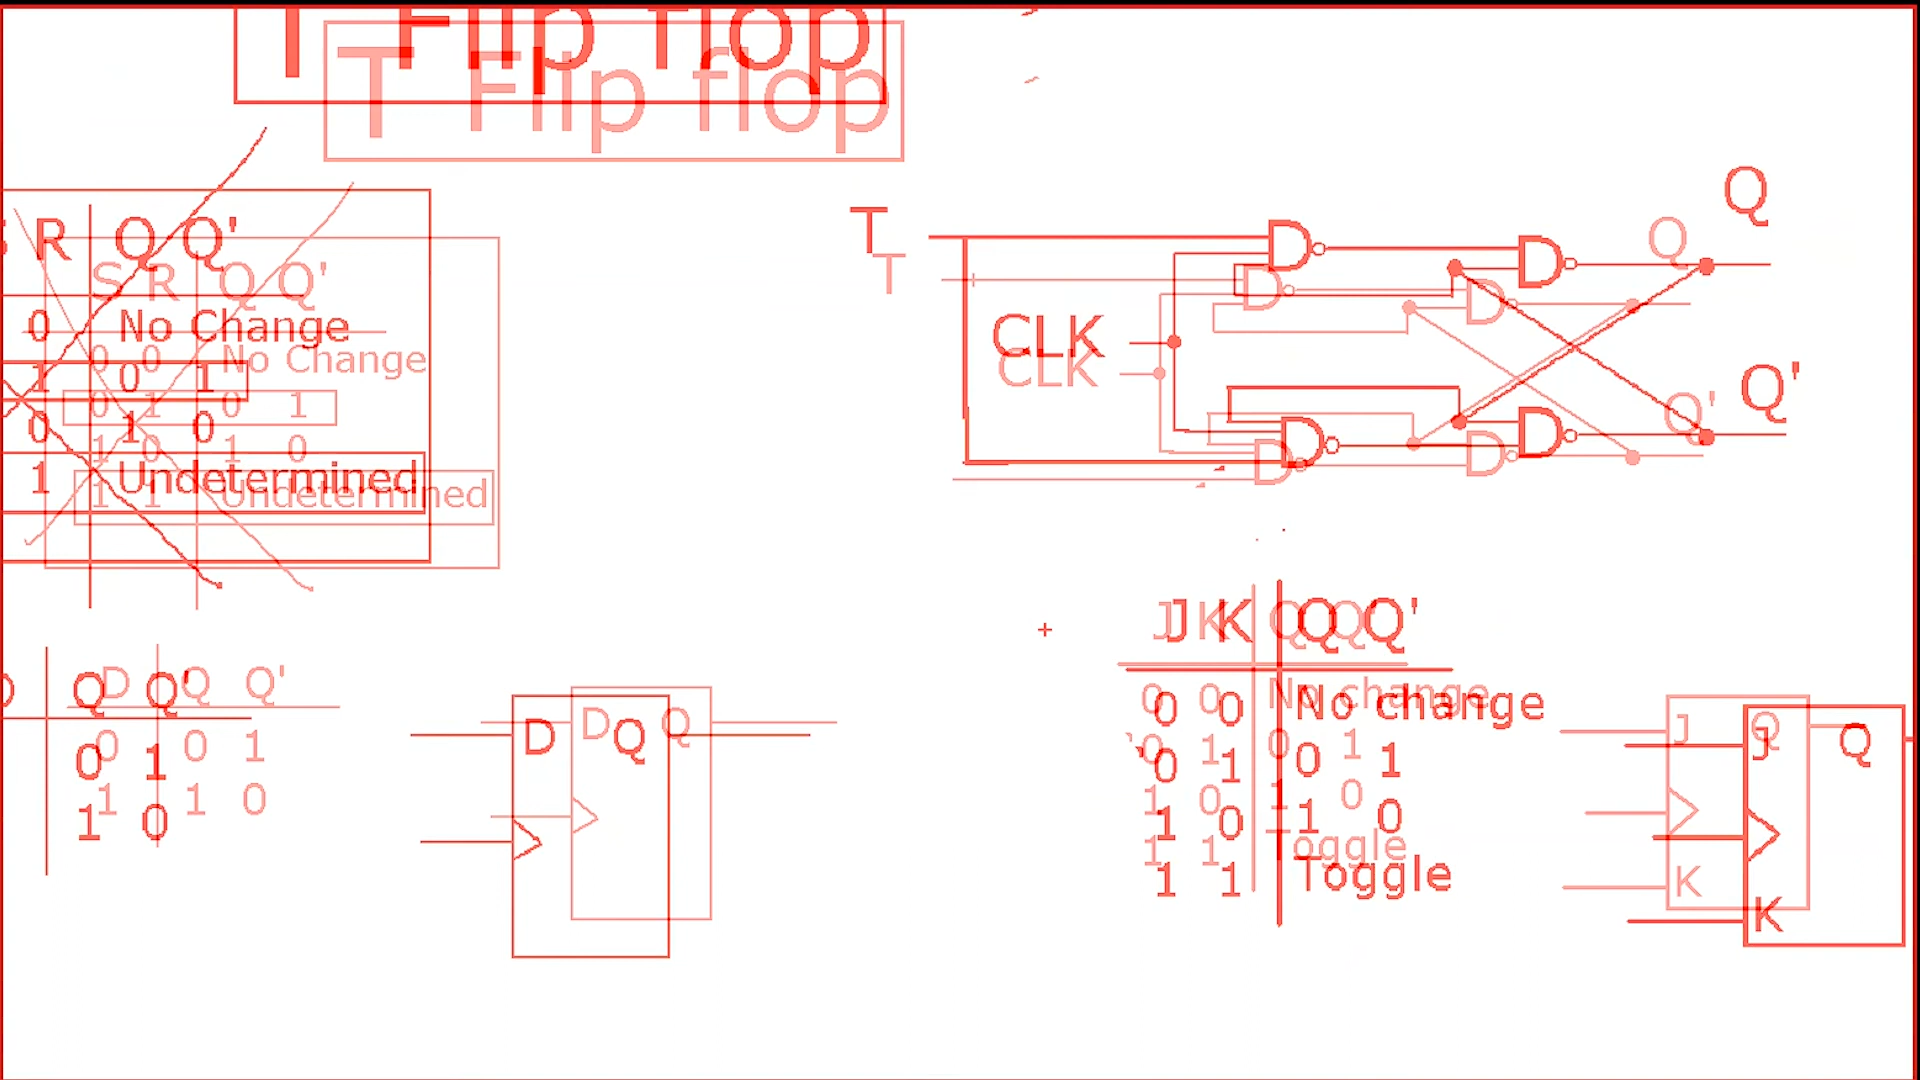 T Flip flop
T Flip flop
R Q Q'
S R Q Q'
0 No Change
0 0 No Change
1 0 1
0 1 0 1
0 1 0
1 0 1 0
1 Undetermined
1 1 Undetermined
T
T
CLK
CLK
Q
Q
Q'
Q'
Q Q'
D Q Q'
0 1
0 1
0 1 0
1 0
1 1 0
D Q
D Q
J K Q Q'
J K Q Q'
0 0 No change
0 0 No change
0 1 0 1
0 1 0 1
1 0 1 0
1 0 1 0
1 1 Toggle
1 1 Toggle
J Q
K
J Q
K